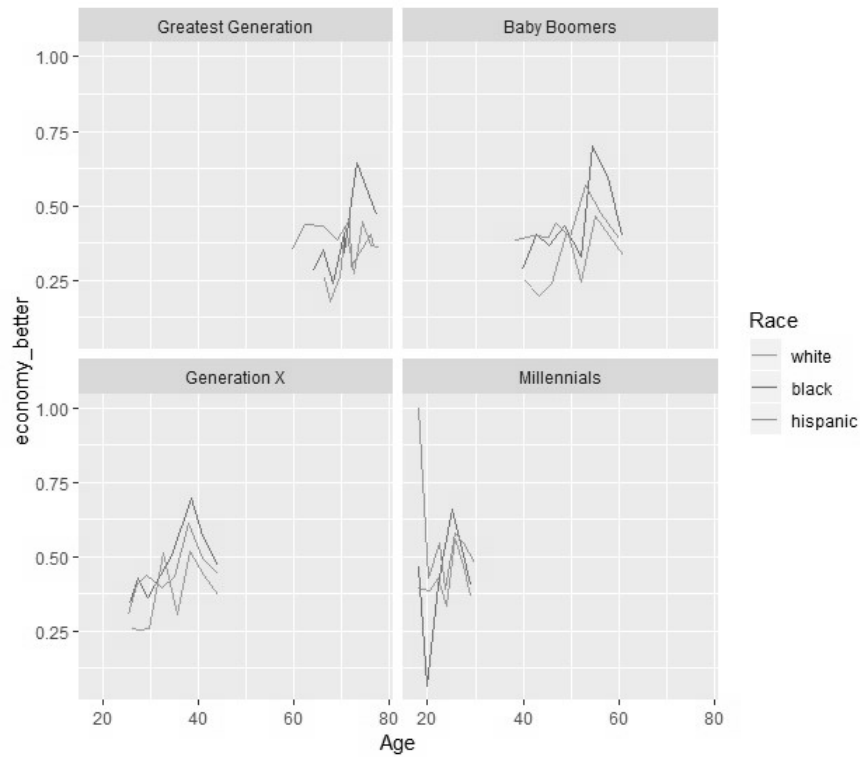 Greatest Generation
Baby Boomers
1.00
0.75
0.50
0.25
Generation X
Millennials
1.00
0.75
0.50
0.25
20 40 60 80
20 40 60 80
Age
economy_better
Race
white
black
hispanic